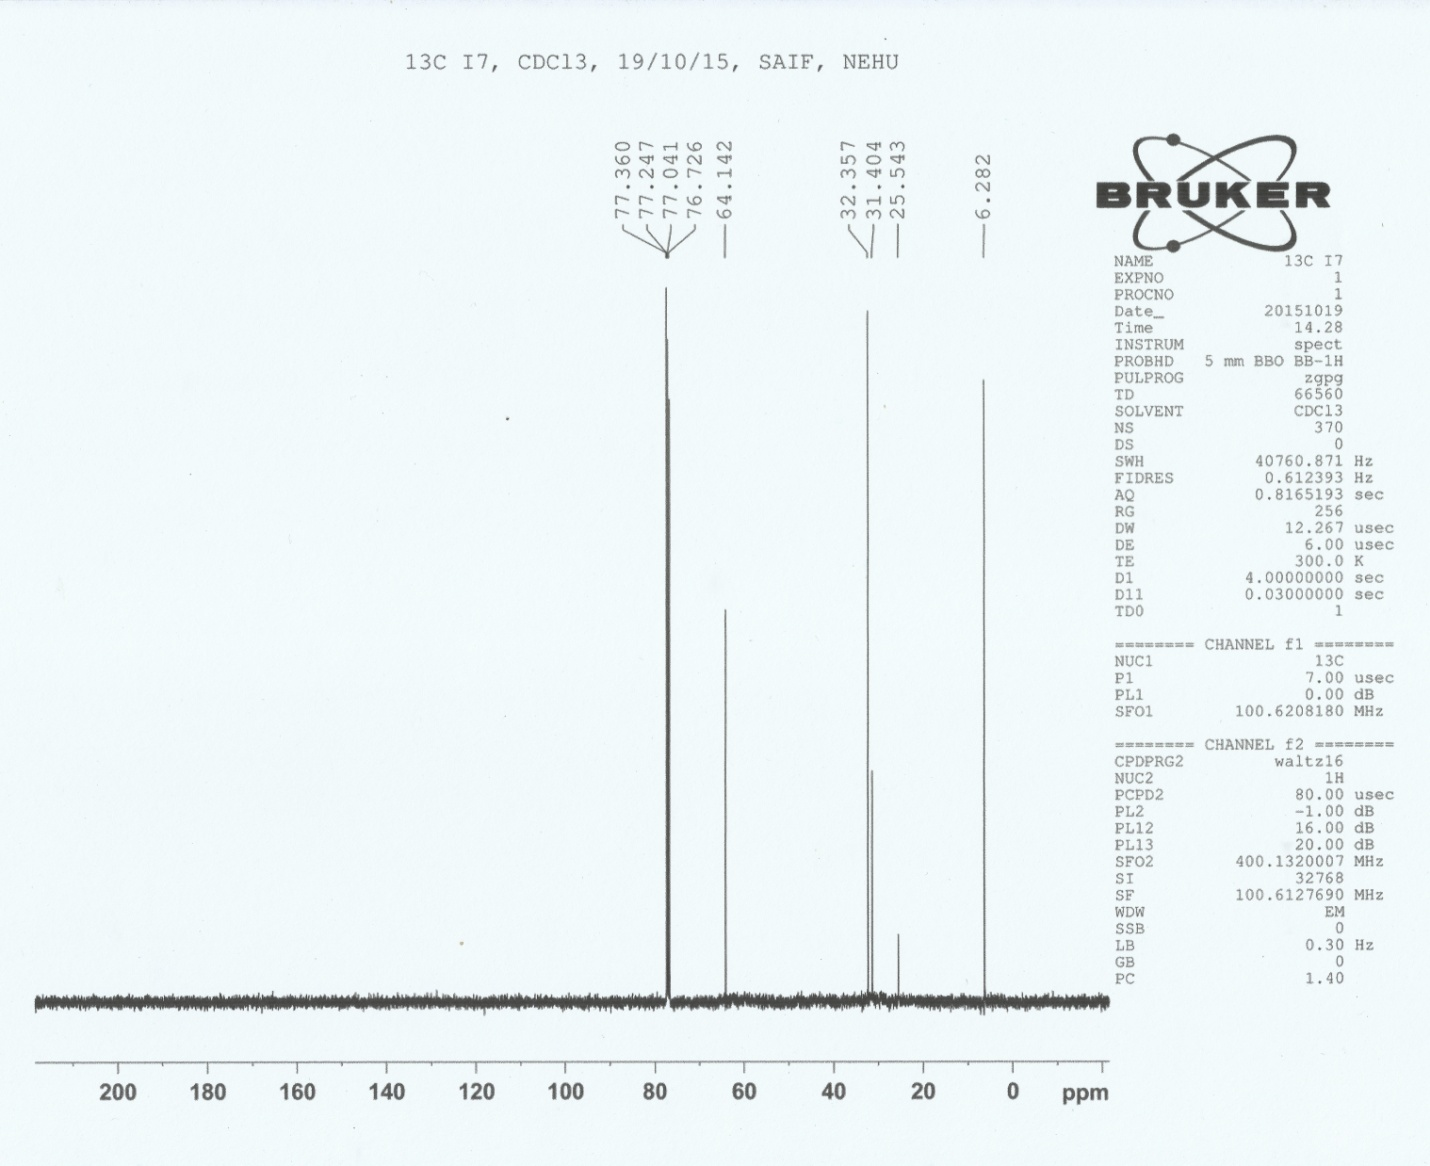 13C I7, CDCl3, 19/10/15, SAIF, NEHU
77.360
77.247
77.041
76.726
64.142
32.357
31.404
25.543
6.282
BRUKER
NAME 13C I7
EXPNO 1
PROCNO 1
Date_ 20151019
Time 14.28
INSTRUM spect
PROBHD 5 mm BBO BB-1H
PULPROG zgpg
TD 66560
SOLVENT CDCl3
NS 370
DS 0
SWH 40760.871 Hz
FIDRES 0.612393 Hz
AQ 0.8165193 sec
RG 256
DW 12.267 usec
DE 6.00 usec
TE 300.0 K
D1 4.00000000 sec
D11 0.03000000 sec
TD0 1
======== CHANNEL f1 ========
NUC1 13C
P1 7.00 usec
PL1 0.00 dB
SFO1 100.6208180 MHz
======== CHANNEL f2 ========
CPDPRG2 waltz16
NUC2 1H
PCPD2 80.00 usec
PL2 -1.00 dB
PL12 16.00 dB
PL13 20.00 dB
SFO2 400.1320007 MHz
SI 32768
SF 100.6127690 MHz
WDW EM
SSB 0
LB 0.30 Hz
GB 0
PC 1.40
200 180 160 140 120 100 80 60 40 20 0 ppm